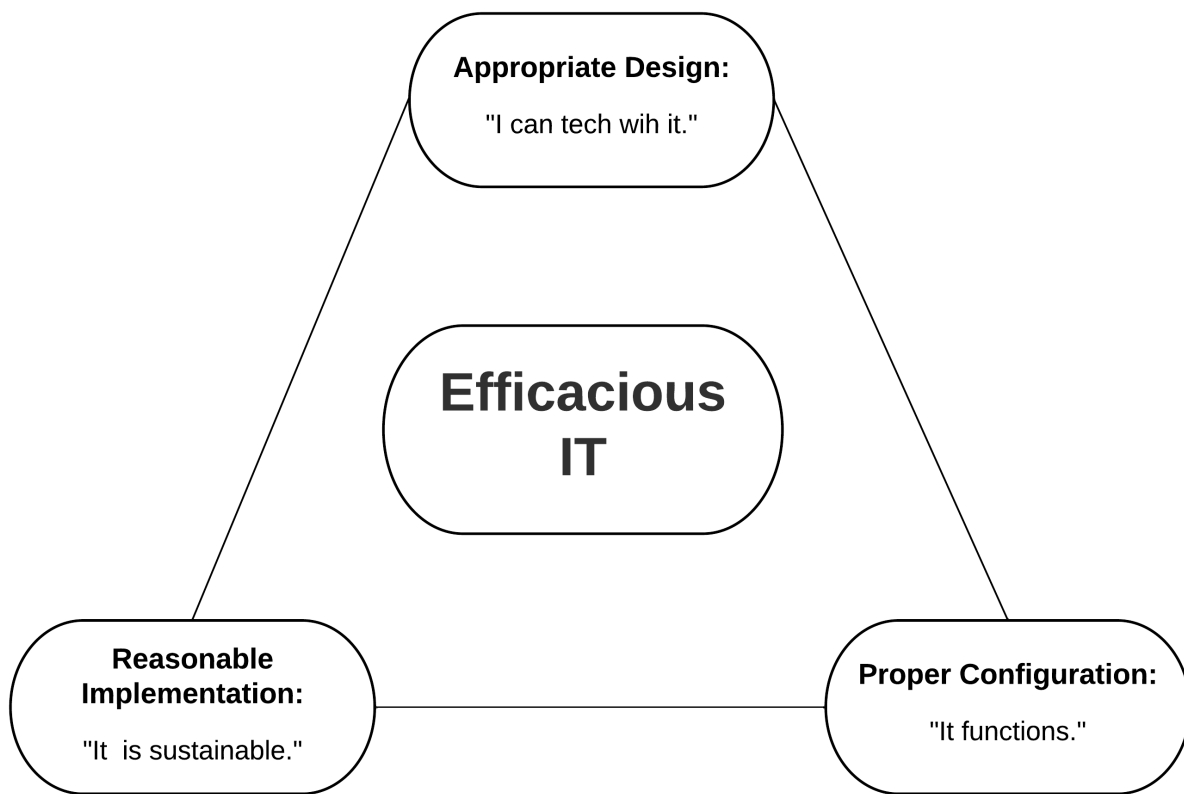 Appropriate Design:
"I can tech wih it."
Efficacious
IT
Reasonable
Implementation:
"It  is sustainable."
Proper Configuration:
"It functions."